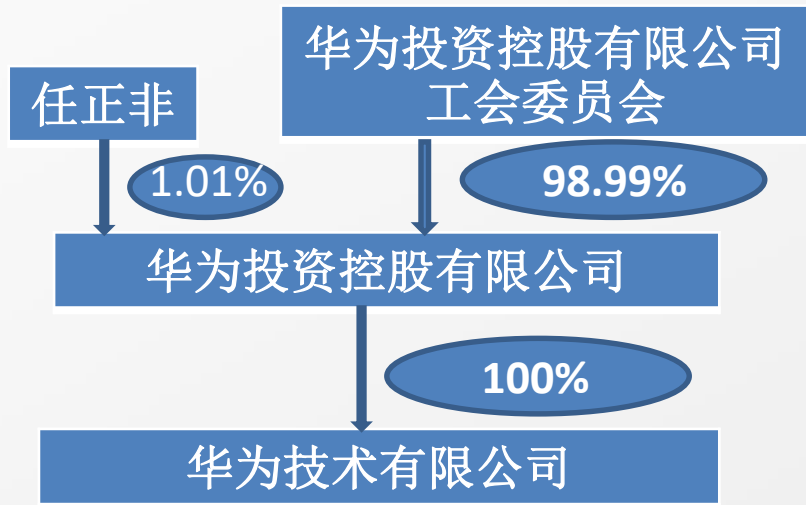 华为投资控股有限公司
工会委员会
任正非
1.01%
98.99%
华为投资控股有限公司
100%
华为技术有限公司